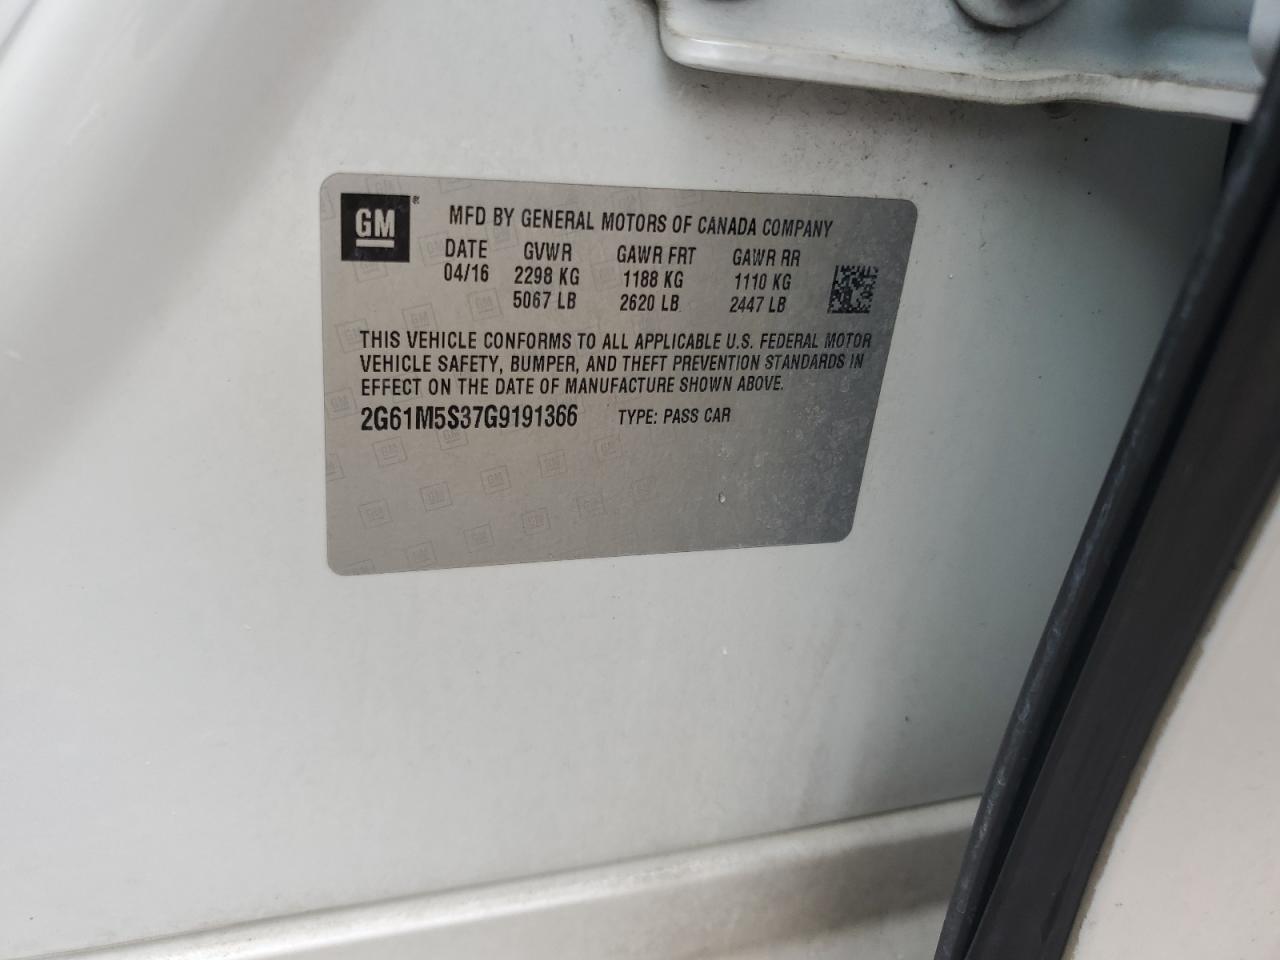 GM®
MFD BY GENERAL MOTORS OF CANADA COMPANY
DATE GVWR GAWR FRT GAWR RR
04/16 2298 KG 1188 KG 1110 KG
5067 LB 2620 LB 2447 LB
THIS VEHICLE CONFORMS TO ALL APPLICABLE U.S. FEDERAL MOTOR
VEHICLE SAFETY, BUMPER, AND THEFT PREVENTION STANDARDS IN
EFFECT ON THE DATE OF MANUFACTURE SHOWN ABOVE.
2G61M5S37G9191366 TYPE: PASS CAR